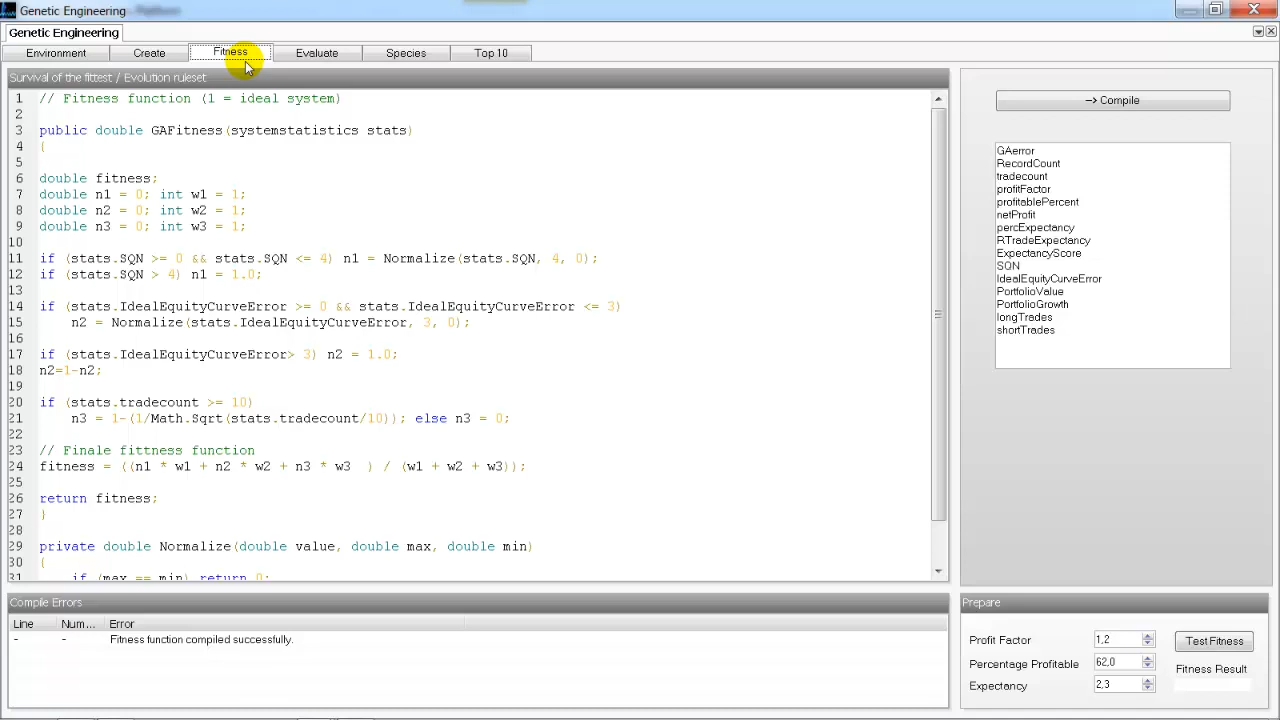 Genetic Engineering
Genetic Engineering
Environment Create Fitness Evaluate Species Top 10
Survival of the fittest / Evolution ruleset
1 // Fitness function (1 = ideal system)
2
3 public double GAFitness(systemstatistics stats)
4 {
5
6 double fitness;
7 double n1 = 0; int w1 = 1;
8 double n2 = 0; int w2 = 1;
9 double n3 = 0; int w3 = 1;
10
11 if (stats.SQN >= 0 && stats.SQN <= 4) n1 = Normalize(stats.SQN, 4, 0);
12 if (stats.SQN > 4) n1 = 1.0;
13
14 if (stats.IdealEquityCurveError >= 0 && stats.IdealEquityCurveError <= 3)
15 n2 = Normalize(stats.IdealEquityCurveError, 3, 0);
16
17 if (stats.IdealEquityCurveError> 3) n2 = 1.0;
18 n2=1-n2;
19
20 if (stats.tradecount >= 10)
21 n3 = 1-(1/Math.Sqrt(stats.tradecount/10)); else n3 = 0;
22
23 // Finale fittness function
24 fitness = ((n1 * w1 + n2 * w2 + n3 * w3  ) / (w1 + w2 + w3));
25
26 return fitness;
27 }
28
29 private double Normalize(double value, double max, double min)
30 {
31 if (max == min) return 0;
--> Compile
GAerror
RecordCount
tradecount
profitFactor
profitablePercent
netProfit
percExpectancy
RTradeExpectancy
ExpectancyScore
SQN
IdealEquityCurveError
PortfolioValue
PortfolioGrowth
longTrades
shortTrades
Compile Errors
Line Num... Error
- - Fitness function compiled successfully.
Prepare
Profit Factor 1,2 Test Fitness
Percentage Profitable 62,0 Fitness Result
Expectancy 2,3